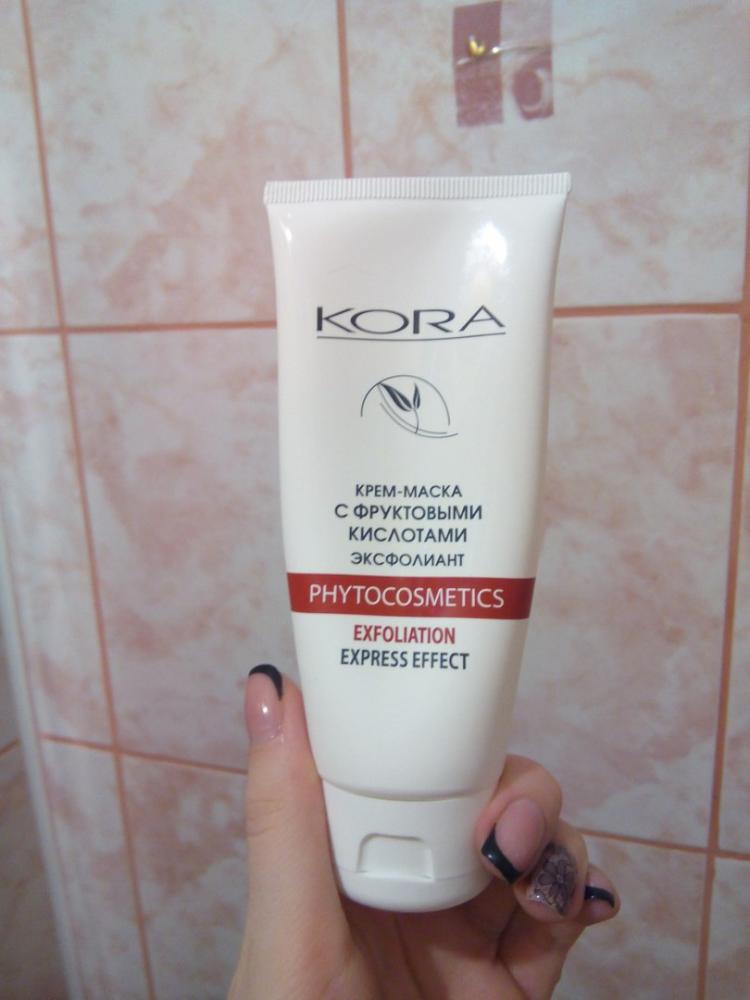 KORA
КРЕМ-МАСКА
С ФРУКТОВЫМИ
КИСЛОТАМИ
ЭКСФОЛИАНТ
PHYTOCOSMETICS
EXFOLIATION
EXPRESS EFFECT